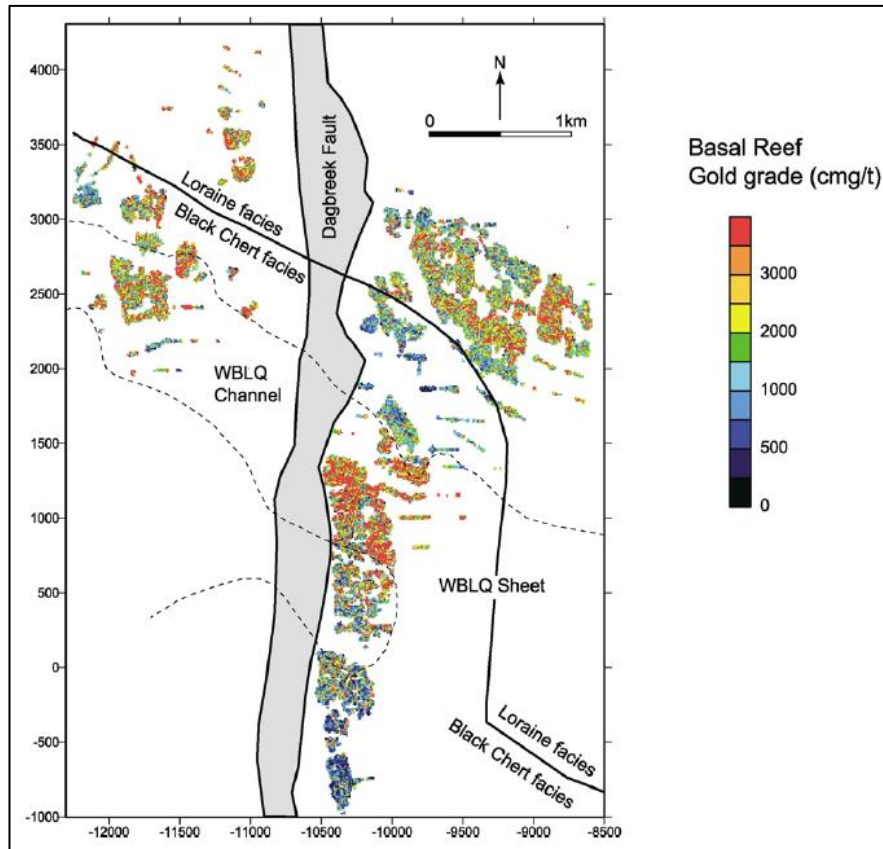 4000
3500
3000
2500
2000
1500
1000
500
0
-500
-1000
-12000
-11500
-11000
-10500
-10000
-9500
-9000
-8500
N
0
1km
Dagbreek Fault
Loraine facies
Black Chert facies
WBLQ
Channel
WBLQ Sheet
Loraine facies
Black Chert facies
Basal Reef
Gold grade (cmg/t)
3000
2000
1000
500
0